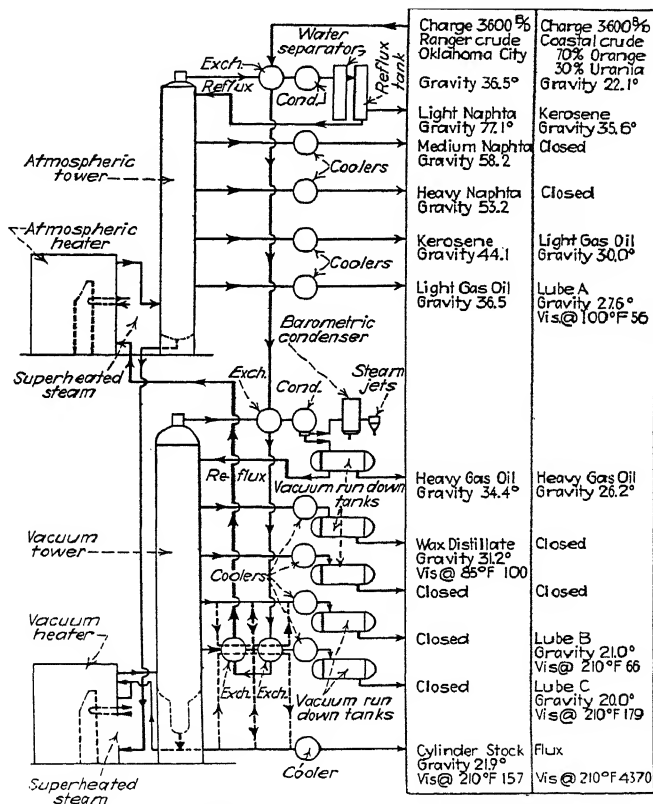 Charge 3600 B/D
Ranger crude
Oklahoma City
Gravity 36.5°
Charge 3600 B/D
Coastal crude
70% Orange
30% Urania
Gravity 22.1°
Water
separator
Reflux
tank
Exch.
Cond.
Reflux
Light Naphta
Gravity 77.1°
Kerosene
Gravity 35.6°
Medium Naphta
Gravity 58.2
Closed
Atmospheric
tower
Coolers
Heavy Naphta
Gravity 53.2
Closed
Atmospheric
heater
Kerosene
Gravity 44.1
Light Gas Oil
Gravity 30.0°
Coolers
Light Gas Oil
Gravity 36.5
Lube A
Gravity 27.6°
Vis.@ 100°F 56
Superheated
steam
Barometric
condenser
Exch.
Cond.
Steam
jets
Reflux
Vacuum run down
tanks
Heavy Gas Oil
Gravity 34.4°
Heavy Gas Oil
Gravity 26.2°
Vacuum
tower
Wax Distillate
Gravity 31.2°
Vis @ 85°F 100
Closed
Coolers
Closed
Closed
Vacuum
heater
Closed
Lube B
Gravity 21.0°
Vis@ 210°F 66
Exch.
Exch.
Vacuum run
down tanks
Closed
Lube C
Gravity 20.0°
Vis@ 210°F 179
Superheated
steam
Cooler
Cylinder Stock
Gravity 21.9°
Vis@ 210°F 157
Flux
Vis@ 210°F 4370